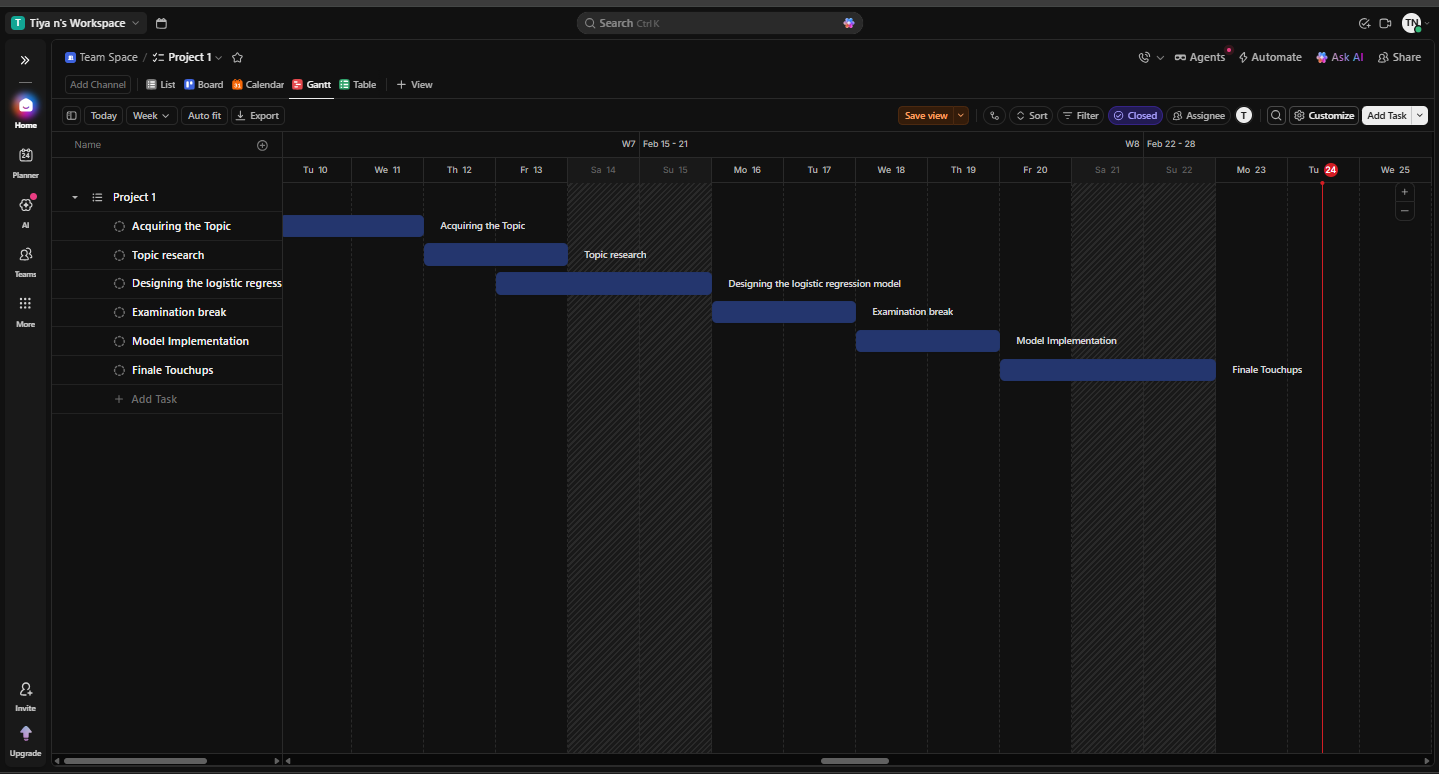 T Tiya n's Workspace
Search Ctrl K
TN
Team Space / Project 1
Agents Automate Ask AI Share
Add Channel List Board Calendar Gantt Table + View
Today Week Auto fit Export
Save view Sort Filter Closed Assignee T Customize Add Task
Home
24
Planner
AI
Teams
More
Invite
Upgrade
Name
W7 Feb 15 - 21 W8 Feb 22 - 28
Tu 10 We 11 Th 12 Fr 13 Sa 14 Su 15 Mo 16 Tu 17 We 18 Th 19 Fr 20 Sa 21 Su 22 Mo 23 Tu 24 We 25
Project 1
Acquiring the Topic Acquiring the Topic
Topic research Topic research
Designing the logistic regress Designing the logistic regression model
Examination break Examination break
Model Implementation Model Implementation
Finale Touchups Finale Touchups
+ Add Task